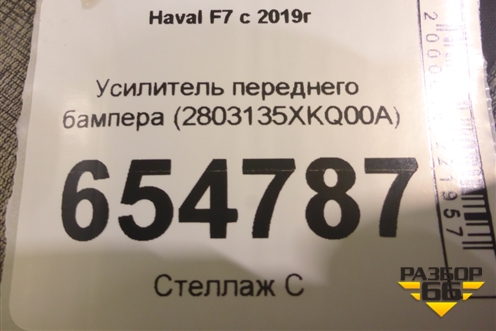 Haval F7 с 2019г
Усилитель переднего
бампера (2803135XKQ00A)
654787
Стеллаж С
РАЗБОР
66